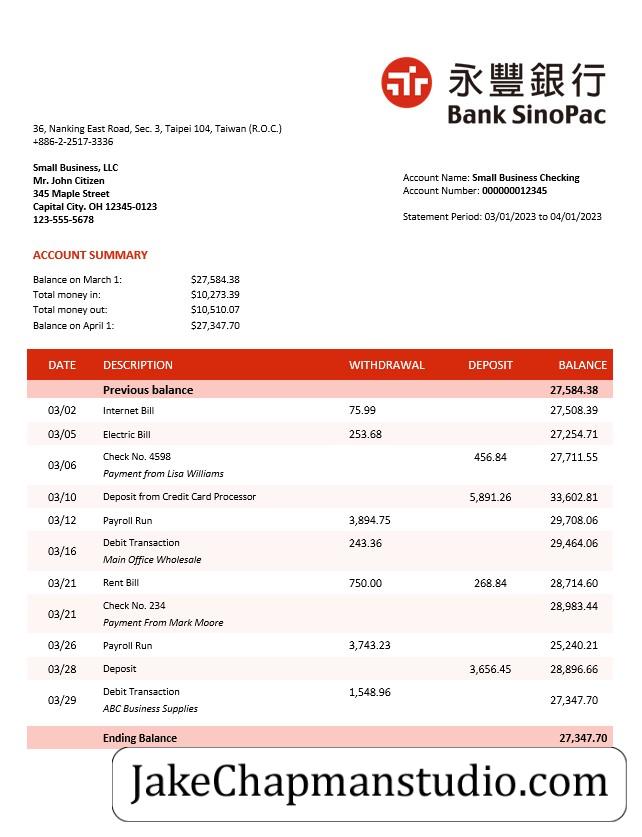 永豐銀行
Bank SinoPac
36, Nanking East Road, Sec. 3, Taipei 104, Taiwan (R.O.C.)
+886-2-2517-3336
Small Business, LLC
Mr. John Citizen
345 Maple Street
Capital City. OH 12345-0123
123-555-5678
Account Name: Small Business Checking
Account Number: 000000012345
Statement Period: 03/01/2023 to 04/01/2023
ACCOUNT SUMMARY
Balance on March 1: $27,584.38
Total money in: $10,273.39
Total money out: $10,510.07
Balance on April 1: $27,347.70
DATE DESCRIPTION WITHDRAWAL DEPOSIT BALANCE
Previous balance 27,584.38
03/02 Internet Bill 75.99 27,508.39
03/05 Electric Bill 253.68 27,254.71
03/06 Check No. 4598 456.84 27,711.55
Payment from Lisa Williams
03/10 Deposit from Credit Card Processor 5,891.26 33,602.81
03/12 Payroll Run 3,894.75 29,708.06
03/16 Debit Transaction 243.36 29,464.06
Main Office Wholesale
03/21 Rent Bill 750.00 268.84 28,714.60
03/21 Check No. 234 28,983.44
Payment From Mark Moore
03/26 Payroll Run 3,743.23 25,240.21
03/28 Deposit 3,656.45 28,896.66
03/29 Debit Transaction 1,548.96 27,347.70
ABC Business Supplies
Ending Balance 27,347.70
JakeChapmanstudio.com